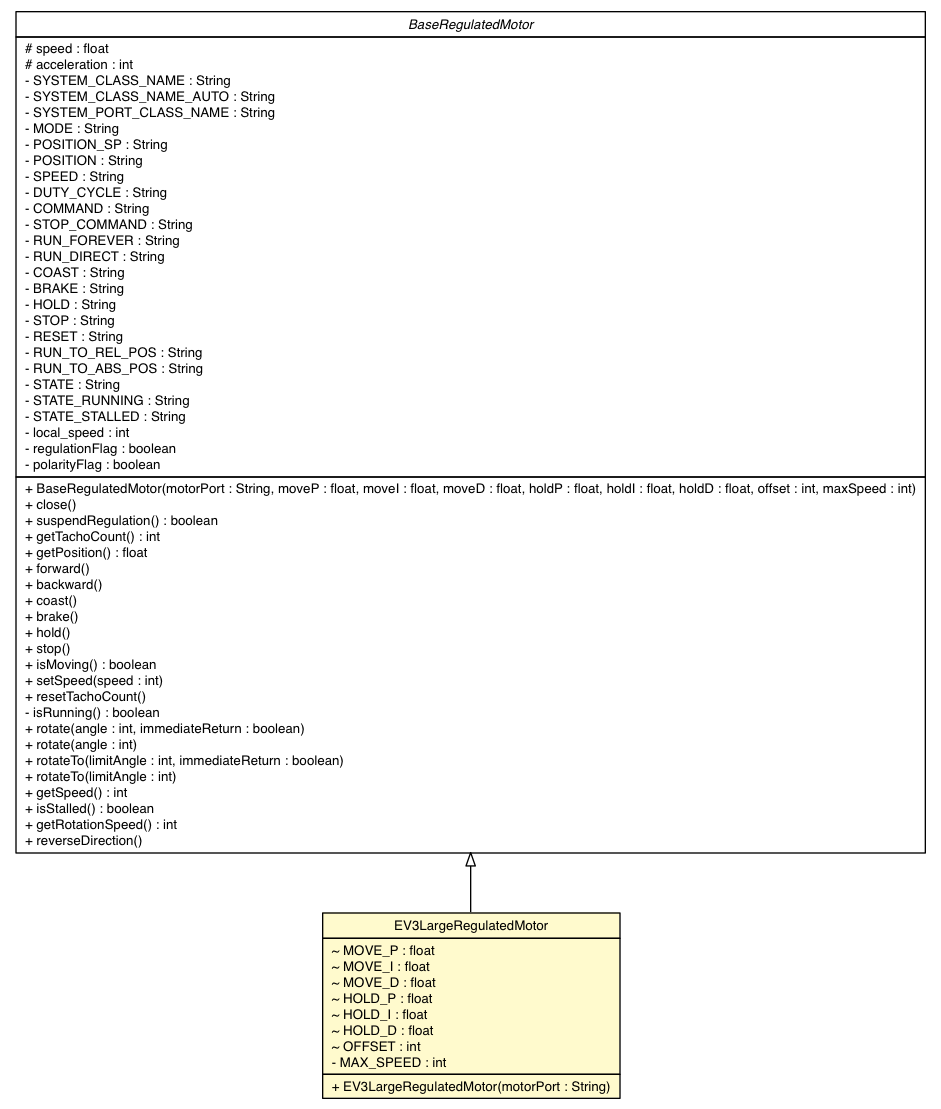 BaseRegulatedMotor
# speed : float
# acceleration : int
- SYSTEM_CLASS_NAME : String
- SYSTEM_CLASS_NAME_AUTO : String
- SYSTEM_PORT_CLASS_NAME : String
- MODE : String
- POSITION_SP : String
- POSITION : String
- SPEED : String
- DUTY_CYCLE : String
- COMMAND : String
- STOP_COMMAND : String
- RUN_FOREVER : String
- RUN_DIRECT : String
- COAST : String
- BRAKE : String
- HOLD : String
- STOP : String
- RESET : String
- RUN_TO_REL_POS : String
- RUN_TO_ABS_POS : String
- STATE : String
- STATE_RUNNING : String
- STATE_STALLED : String
- local_speed : int
- regulationFlag : boolean
- polarityFlag : boolean
+ BaseRegulatedMotor(motorPort : String, moveP : float, moveI : float, moveD : float, holdP : float, holdI : float, holdD : float, offset : int, maxSpeed : int)
+ close()
+ suspendRegulation() : boolean
+ getTachoCount() : int
+ getPosition() : float
+ forward()
+ backward()
+ coast()
+ brake()
+ hold()
+ stop()
+ isMoving() : boolean
+ setSpeed(speed : int)
+ resetTachoCount()
- isRunning() : boolean
+ rotate(angle : int, immediateReturn : boolean)
+ rotate(angle : int)
+ rotateTo(limitAngle : int, immediateReturn : boolean)
+ rotateTo(limitAngle : int)
+ getSpeed() : int
+ isStalled() : boolean
+ getRotationSpeed() : int
+ reverseDirection()
EV3LargeRegulatedMotor
~ MOVE_P : float
~ MOVE_I : float
~ MOVE_D : float
~ HOLD_P : float
~ HOLD_I : float
~ HOLD_D : float
~ OFFSET : int
- MAX_SPEED : int
+ EV3LargeRegulatedMotor(motorPort : String)